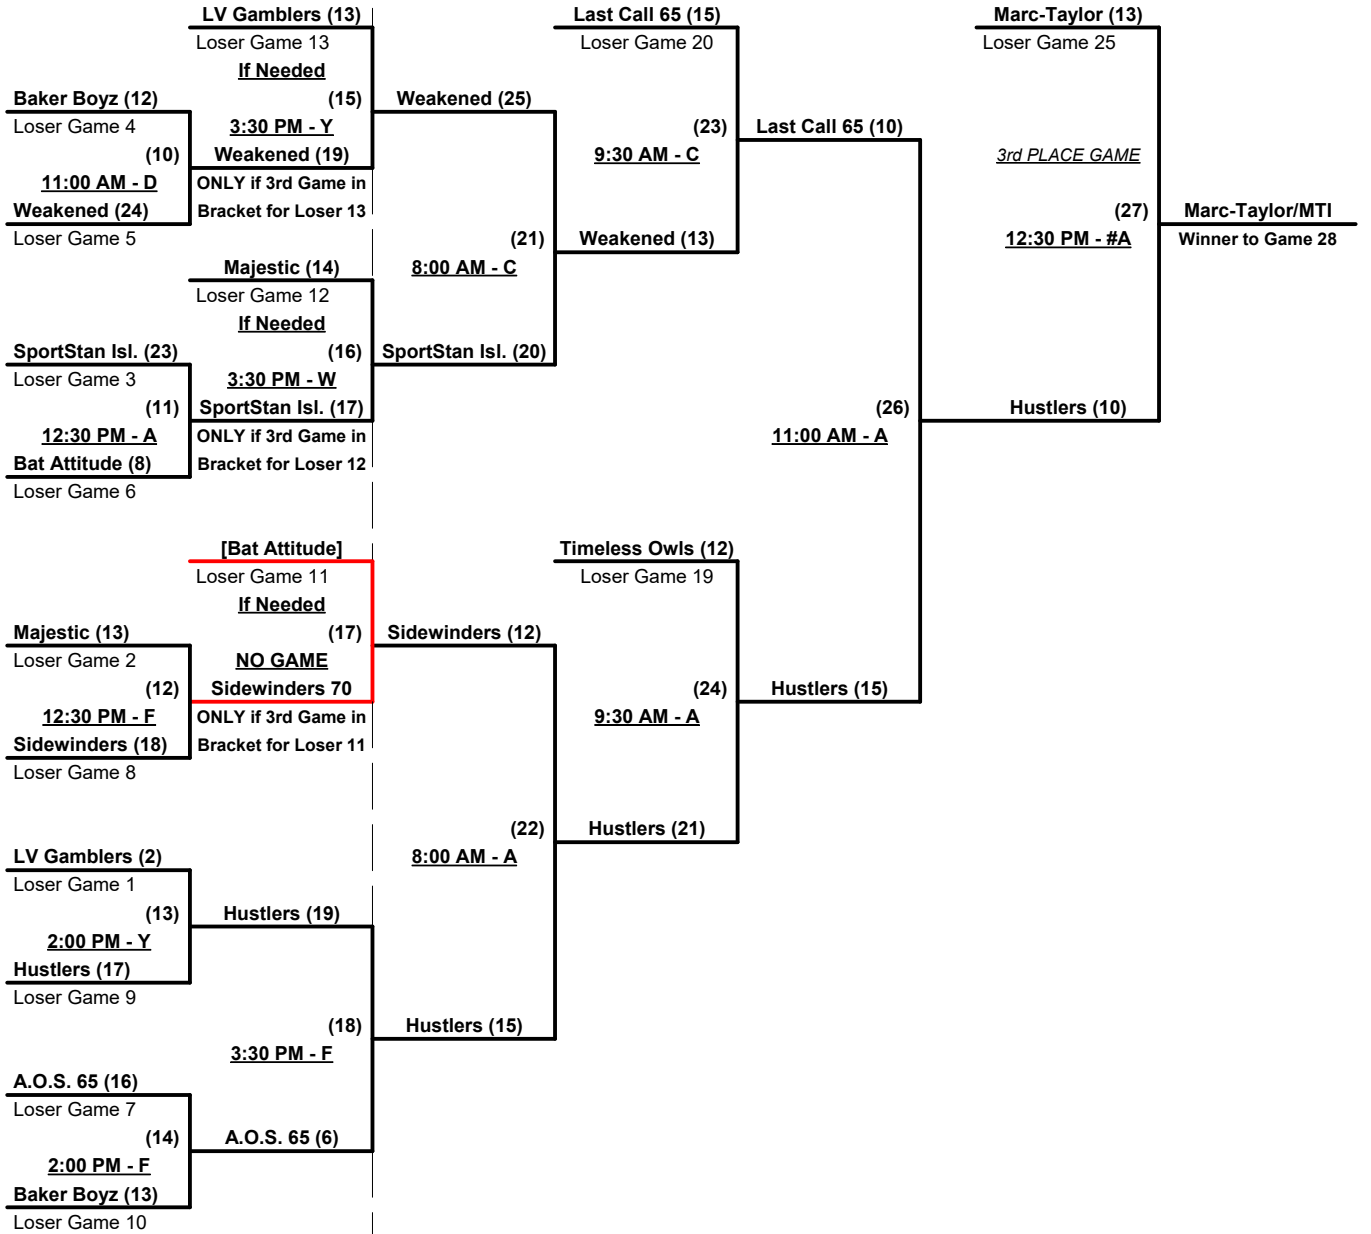 LV Gamblers (13)
Loser Game 13
If Needed
(15)
3:30 PM - Y
Baker Boyz (12)
Loser Game 4
(10)
11:00 AM - D
Weakened (24)
Loser Game 5
Weakened (19)
ONLY if 3rd Game in
Bracket for Loser 13
Majestic (14)
Loser Game 12
If Needed
(16)
3:30 PM - W
SportStan Isl. (23)
Loser Game 3
(11)
12:30 PM - A
Bat Attitude (8)
Loser Game 6
SportStan Isl. (17)
ONLY if 3rd Game in
Bracket for Loser 12
[Bat Attitude]
Loser Game 11
If Needed
(17)
NO GAME
Majestic (13)
Loser Game 2
(12)
12:30 PM - F
Sidewinders (18)
Loser Game 8
Sidewinders 70
ONLY if 3rd Game in
Bracket for Loser 11
LV Gamblers (2)
Loser Game 1
(13)
2:00 PM - Y
Hustlers (17)
Loser Game 9
Hustlers (19)
(18)
3:30 PM - F
A.O.S. 65 (16)
Loser Game 7
(14)
2:00 PM - F
Baker Boyz (13)
Loser Game 10
A.O.S. 65 (6)
Weakened (25)
(21)
8:00 AM - C
SportStan Isl. (20)
Sidewinders (12)
(22)
8:00 AM - A
Hustlers (15)
Last Call 65 (15)
Loser Game 20
(23)
9:30 AM - C
Weakened (13)
Timeless Owls (12)
Loser Game 19
(24)
9:30 AM - A
Hustlers (21)
Last Call 65 (10)
(26)
11:00 AM - A
Hustlers (15)
Marc-Taylor (13)
Loser Game 25
3rd PLACE GAME
(27)
12:30 PM - #A
Hustlers (10)
Marc-Taylor/MTI
Winner to Game 28